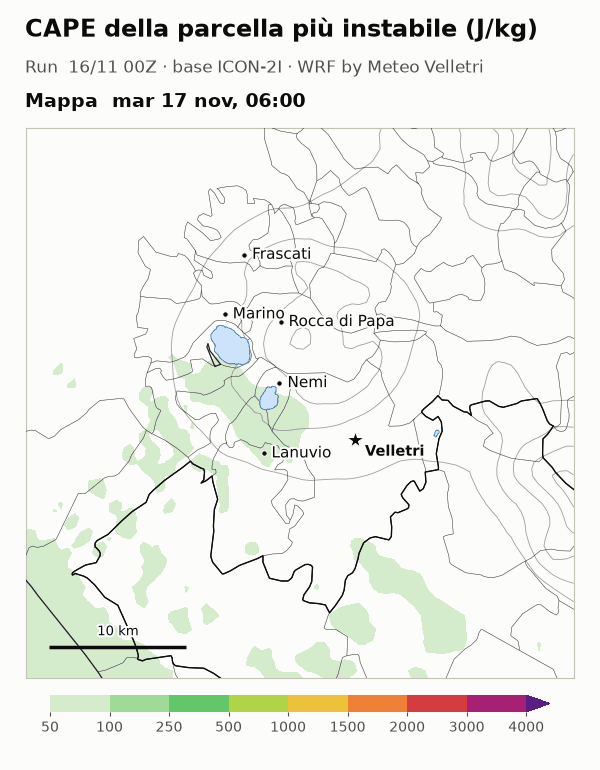 CAPE della parcella più instabile (J/kg)
Run  16/11 00Z · base ICON-2I · WRF by Meteo Velletri
Mappa  mar 17 nov, 06:00
Frascati
Marino
Rocca di Papa
Nemi
Velletri
Lanuvio
10 km
50 100 250 500 1000 1500 2000 3000 4000